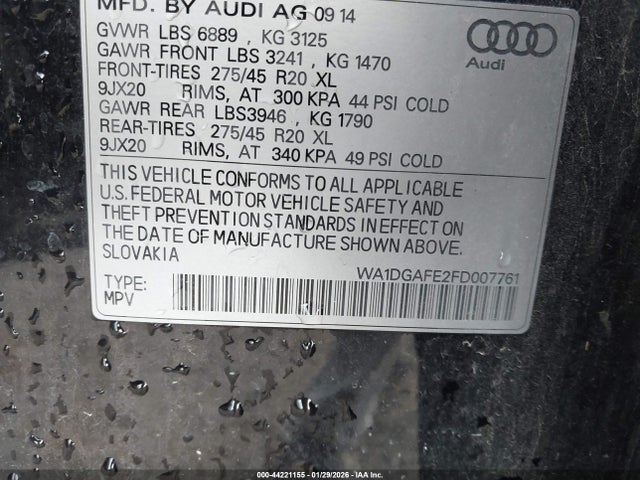 MFD. BY AUDI AG 09 14
GVWR LBS 6889 , KG 3125
GAWR FRONT LBS 3241 , KG 1470
FRONT-TIRES 275/45 R20 XL
9JX20 RIMS, AT 300 KPA 44 PSI COLD
GAWR REAR LBS3946 , KG 1790
REAR-TIRES 275/45 R20 XL
9JX20 RIMS, AT 340 KPA 49 PSI COLD
Audi
THIS VEHICLE CONFORMS TO ALL APPLICABLE
U.S. FEDERAL MOTOR VEHICLE SAFETY AND
THEFT PREVENTION STANDARDS IN EFFECT ON
THE DATE OF MANUFACTURE SHOWN ABOVE.
SLOVAKIA
WA1DGAFE2FD007761
TYPE:
MPV
000-44221155 - 01/29/2026 - IAA Inc.